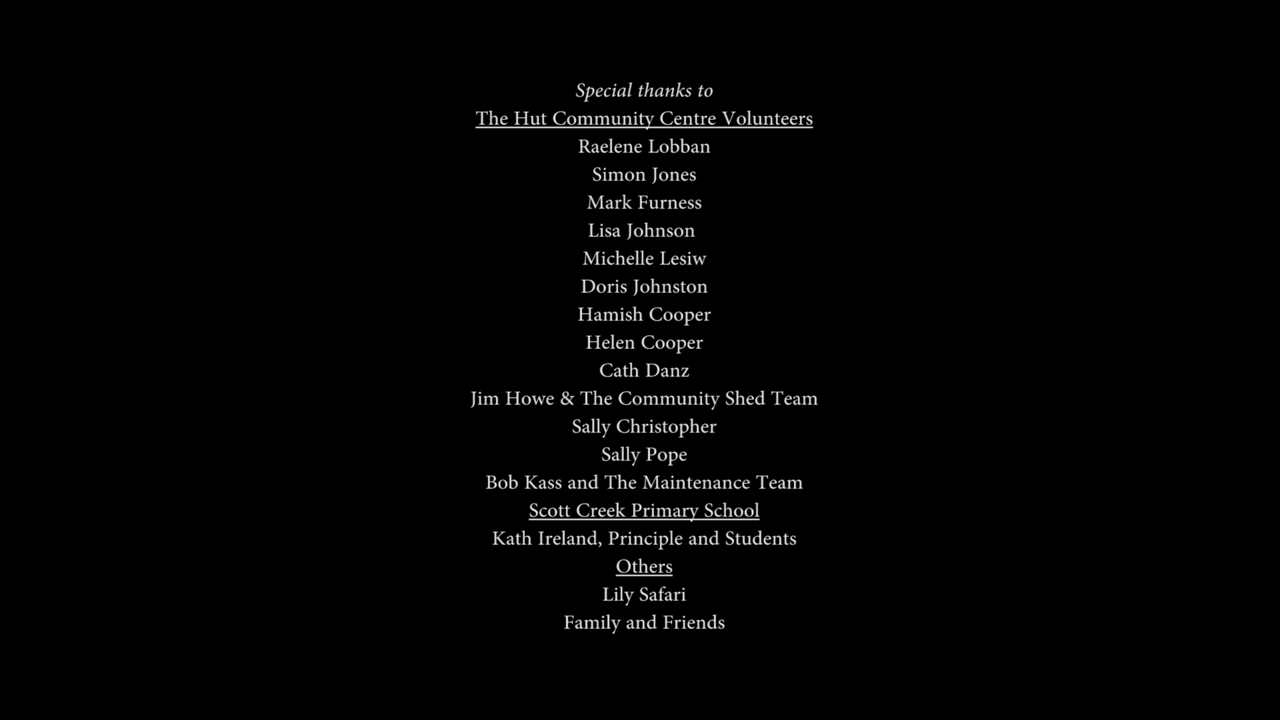 Special thanks to
The Hut Community Centre Volunteers
Raelene Lobban
Simon Jones
Mark Furness
Lisa Johnson
Michelle Lesiw
Doris Johnston
Hamish Cooper
Helen Cooper
Cath Danz
Jim Howe & The Community Shed Team
Sally Christopher
Sally Pope
Bob Kass and The Maintenance Team
Scott Creek Primary School
Kath Ireland, Principle and Students
Others
Lily Safari
Family and Friends